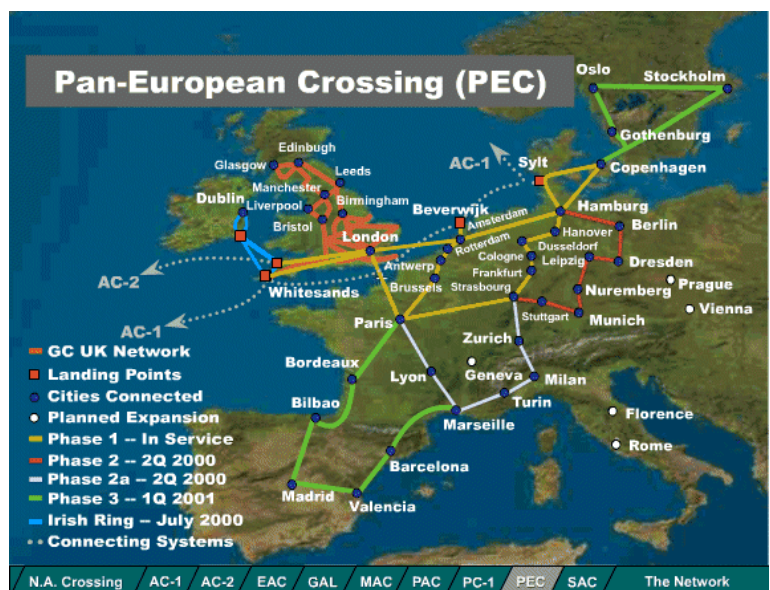 Pan-European Crossing (PEC)
Oslo
Stockholm
Gothenburg
Edinbugh
Glasgow
Leeds
AC-1
Sylt
Copenhagen
Manchester
Dublin
Liverpool
Birmingham
Beverwijk
Hamburg
Amsterdam
Bristol
Berlin
Hanover
London
Rotterdam
Dusseldorf
Antwerp
Cologne
Leipzig
Dresden
Frankfurt
AC-2
Brussels
Strasbourg
Whitesands
Nuremberg
Prague
Stuttgart
Vienna
AC-1
Paris
Munich
Zurich
GC UK Network
Bordeaux
Landing Points
Lyon
Geneva
Milan
Cities Connected
Bilbao
Turin
Planned Expansion
Marseille
Florence
Phase 1 -- In Service
Rome
Phase 2 -- 2Q 2000
Barcelona
Phase 2a -- 2Q 2000
Madrid
Phase 3 -- 1Q 2001
Valencia
Irish Ring -- July 2000
Connecting Systems
N.A. Crossing AC-1 AC-2 EAC GAL MAC PAC PC-1 PEC SAC The Network